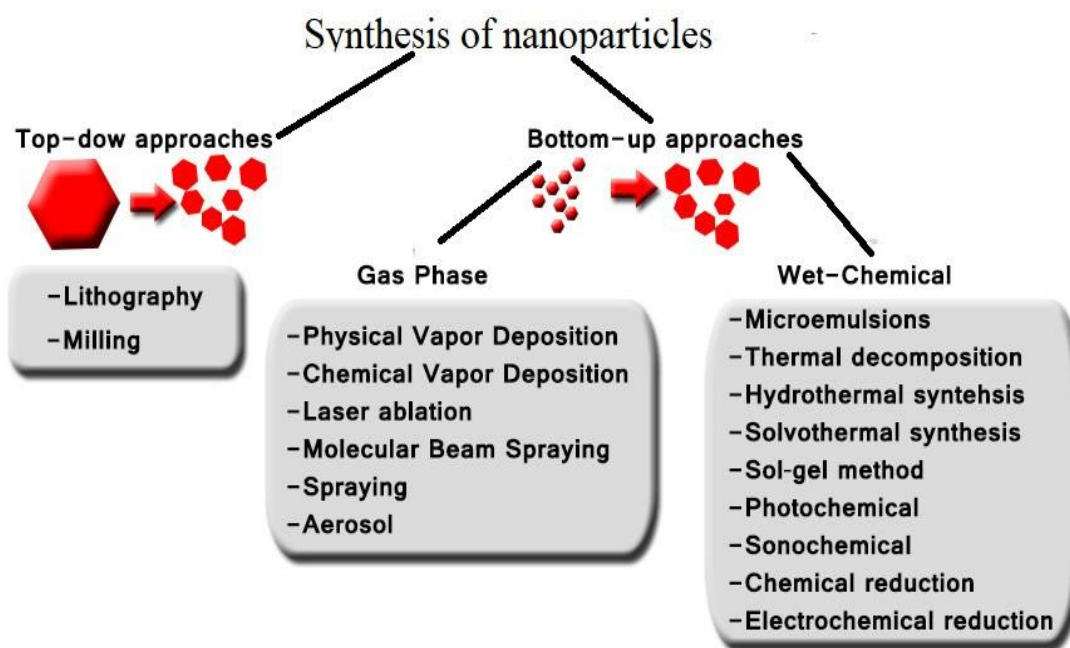 Synthesis of nanoparticles
Top-dow approaches
-Lithography
-Milling
Bottom-up approaches
Gas Phase
-Physical Vapor Deposition
-Chemical Vapor Deposition
-Laser ablation
-Molecular Beam Spraying
-Spraying
-Aerosol
Wet-Chemical
-Microemulsions
-Thermal decomposition
-Hydrothermal syntehsis
-Solvothermal synthesis
-Sol-gel method
-Photochemical
-Sonochemical
-Chemical reduction
-Electrochemical reduction